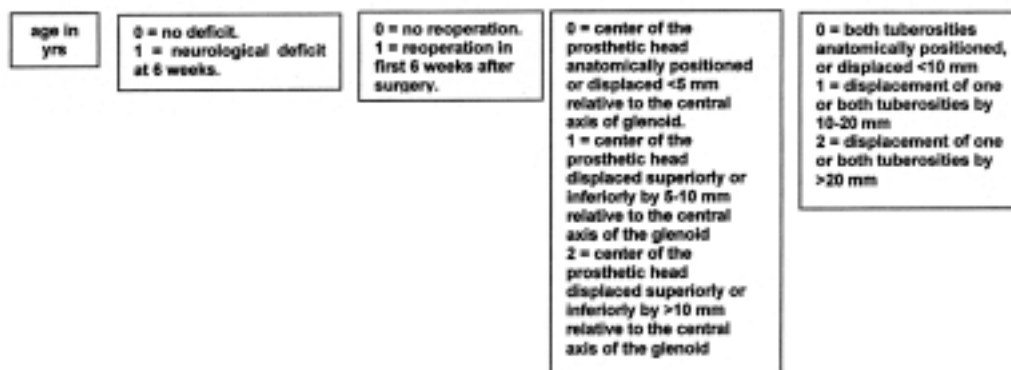 age in
yrs
0 = no deficit.
1 = neurological deficit
at 6 weeks.
0 = no reoperation.
1 = reoperation in
first 6 weeks after
surgery.
0 = center of the
prosthetic head
anatomically positioned
or displaced <5 mm
relative to the central
axis of glenoid.
1 = center of the
prosthetic head
displaced superiorly or
inferiorly by 5-10 mm
relative to the central
axis of the glenoid
2 = center of the
prosthetic head
displaced superiorly or
inferiorly by >10 mm
relative to the central
axis of the glenoid
0 = both tuberosities
anatomically positioned,
or displaced <10 mm
1 = displacement of one
or both tuberosities by
10-20 mm
2 = displacement of one
or both tuberosities by
>20 mm